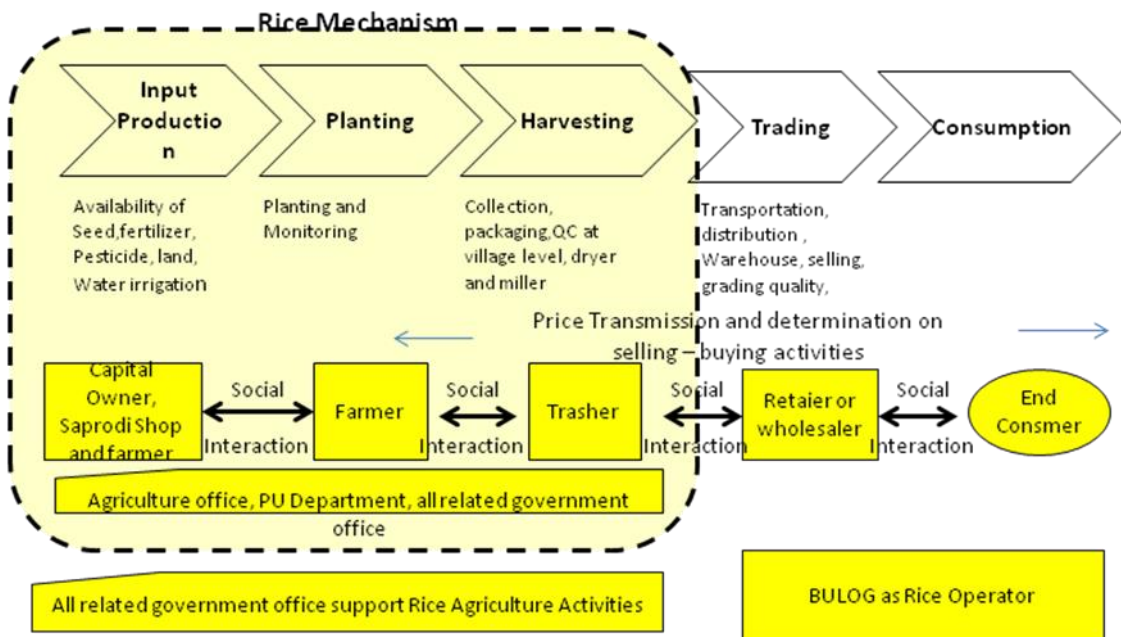 Rice Mechanism
Input
Productio
n
Planting
Harvesting
Trading
Consumption
Availability of
Seed,fertilizer,
Pesticide, land,
Water irrigation
Planting and
Monitoring
Collection,
packaging,QC at
village level, dryer
and miller
Transportation,
distribution ,
Warehouse, selling,
grading quality,
Price Transmission and determination on
selling – buying activities
Capital
Owner,
Saprodi Shop
and farmer
Social
Interaction
Farmer
Social
Interaction
Trasher
Social
Interaction
Retaier or
wholesaler
Social
Interaction
End
Consmer
Agriculture office, PU Department, all related government
office
All related government office support Rice Agriculture Activities
BULOG as Rice Operator